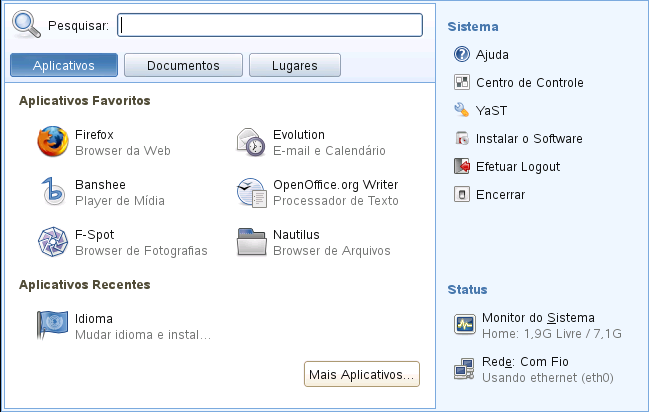 Pesquisar:
Aplicativos
Documentos
Lugares
Aplicativos Favoritos
Firefox
Browser da Web
Evolution
E-mail e Calendário
Banshee
Player de Mídia
OpenOffice.org Writer
Processador de Texto
F-Spot
Browser de Fotografias
Nautilus
Browser de Arquivos
Aplicativos Recentes
Idioma
Mudar idioma e instal...
Mais Aplicativos...
Sistema
Ajuda
Centro de Controle
YaST
Instalar o Software
Efetuar Logout
Encerrar
Status
Monitor do Sistema
Home: 1,9G Livre / 7,1G
Rede: Com Fio
Usando ethernet (eth0)